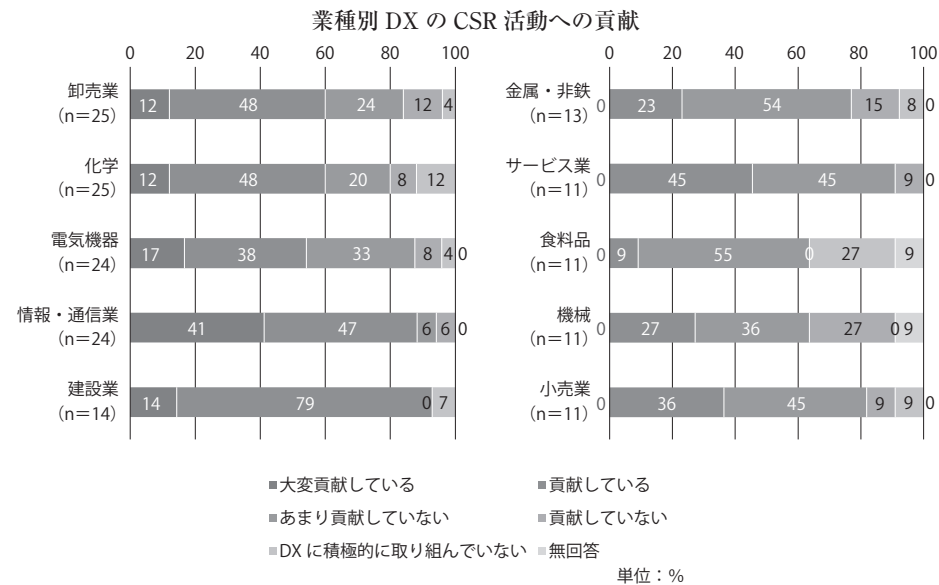 業種別 DX の CSR 活動への貢献
0 20 40 60 80 100
卸売業
(n=25)
12 48 24 12 4
化学
(n=25)
12 48 20 8 12
電気機器
(n=24)
17 38 33 8 4 0
情報・通信業
(n=24)
41 47 6 6 0
建設業
(n=14)
14 79 0 7
0 20 40 60 80 100
金属・非鉄
(n=13)
0 23 54 15 8 0
サービス業
(n=11)
0 45 45 9 0
食料品
(n=11)
0 9 55 0 27 9
機械
(n=11)
0 27 36 27 0 9
小売業
(n=11)
0 36 45 9 9 0
■大変貢献している ■貢献している
■あまり貢献していない ■貢献していない
■DX に積極的に取り組んでいない ■無回答
単位：%